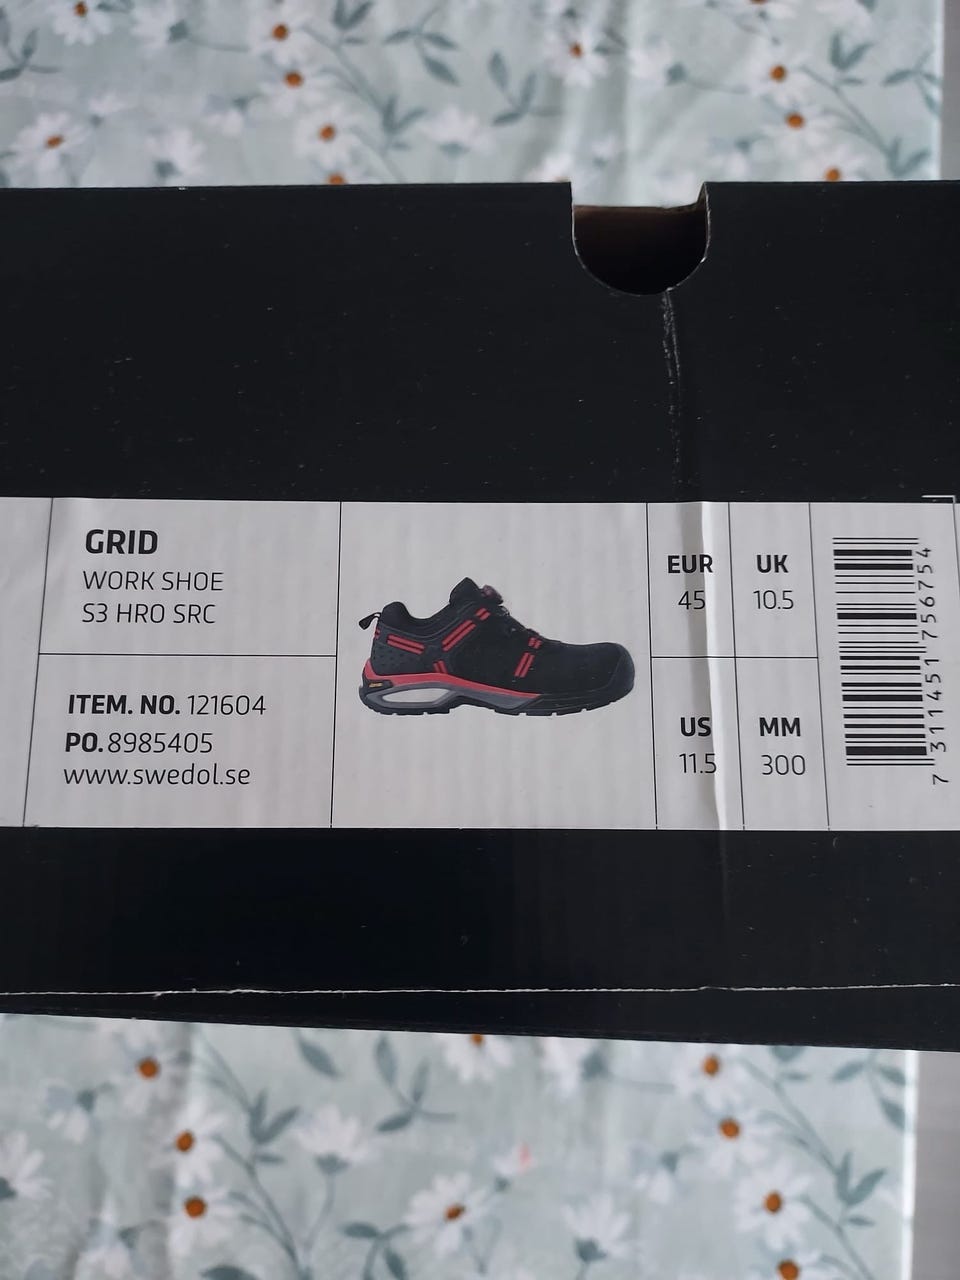 GRID
WORK SHOE
S3 HRO SRC
ITEM. NO. 121604
PO. 8985405
www.swedol.se
EUR
45
UK
10.5
US
11.5
MM
300
7 311451 756754